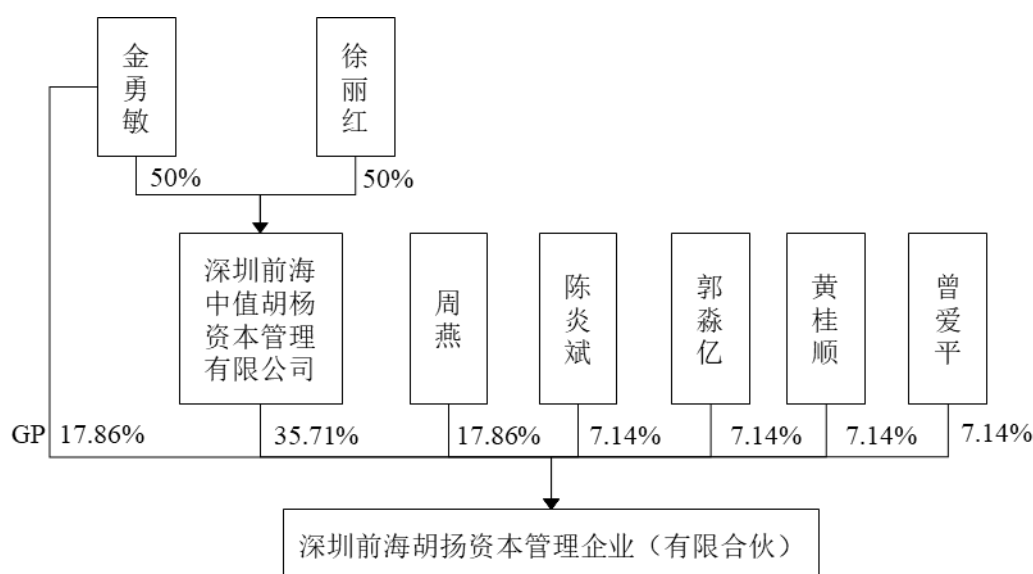 金勇敏
徐丽红
50%
50%
深圳前海
中值胡杨
资本管理
有限公司
周燕
陈炎斌
郭淼亿
黄桂顺
曾爱平
GP
17.86%
35.71%
17.86%
7.14%
7.14%
7.14%
7.14%
深圳前海胡扬资本管理企业（有限合伙）